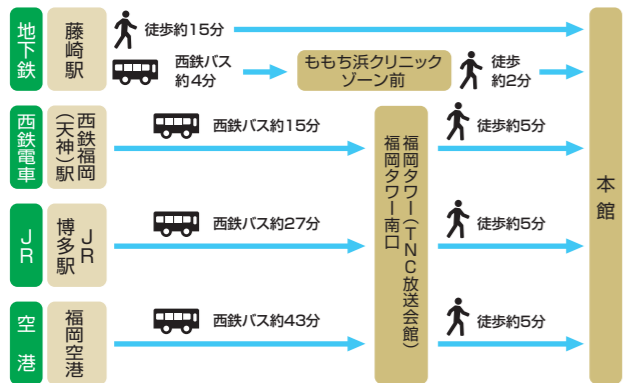 地下鉄
藤崎駅
徒歩約15分
西鉄バス
約4分
ももち浜クリニック
ゾーン前
徒歩
約2分
西鉄電車
西鉄福岡
(天神)駅
西鉄バス約15分
徒歩約5分
JR
JR
博多駅
西鉄バス約27分
徒歩約5分
空港
福岡空港
西鉄バス約43分
徒歩約5分
福岡タワー(TNC放送会館)
福岡タワー南口
本館